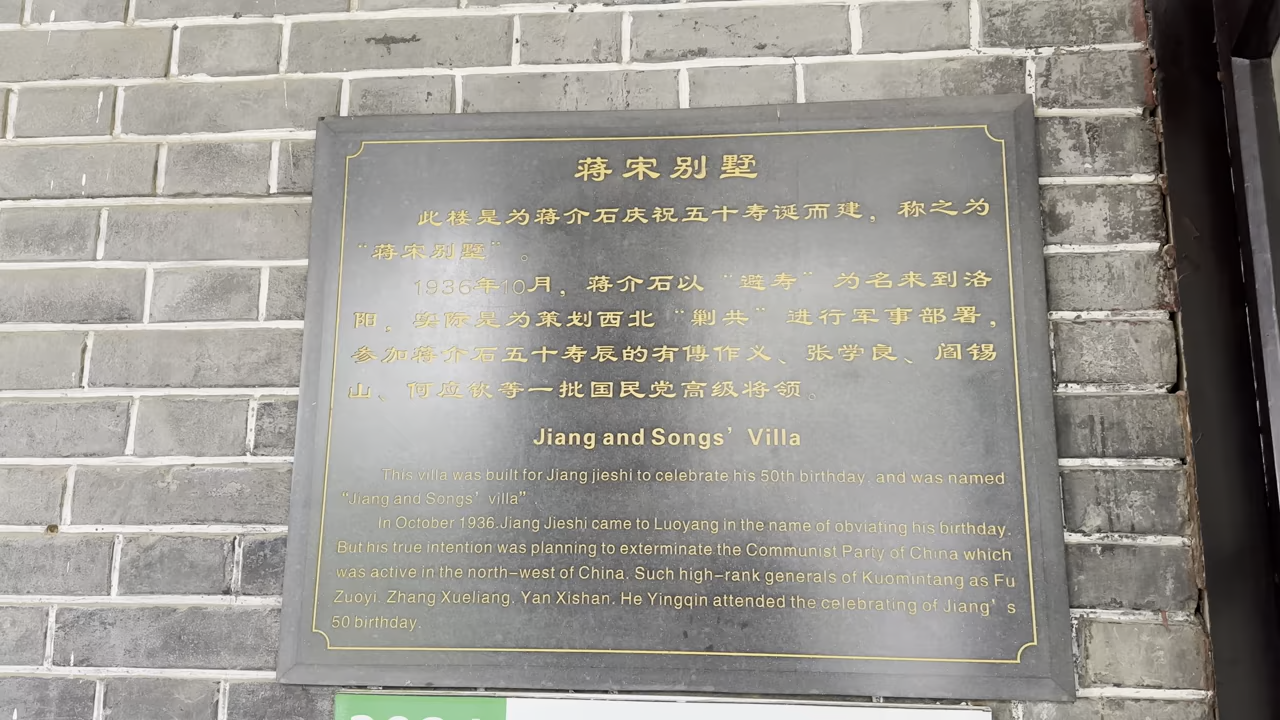 蒋宋别墅
此楼是为蒋介石庆祝五十寿诞而建，称之为
“蒋宋别墅”。
1936年10月，蒋介石以“避寿”为名来到洛
阳，实际是为策划西北“剿共”进行军事部署，
参加蒋介石五十寿辰的有傅作义、张学良、阎锡
山、何应钦等一批国民党高级将领。
Jiang and Songs’ Villa
This villa was built for Jiang jieshi to celebrate his 50th birthday, and was named
“Jiang and Songs’ villa”.
In October 1936.Jiang Jieshi came to Luoyang in the name of obviating his birthday.
But his true intention was planning to exterminate the Communist Party of China which
was active in the north-west of China. Such high-rank generals of Kuomintang as Fu
Zuoyi. Zhang Xueliang. Yan Xishan. He Yingqin attended the celebrating of Jiang’s
50 birthday.